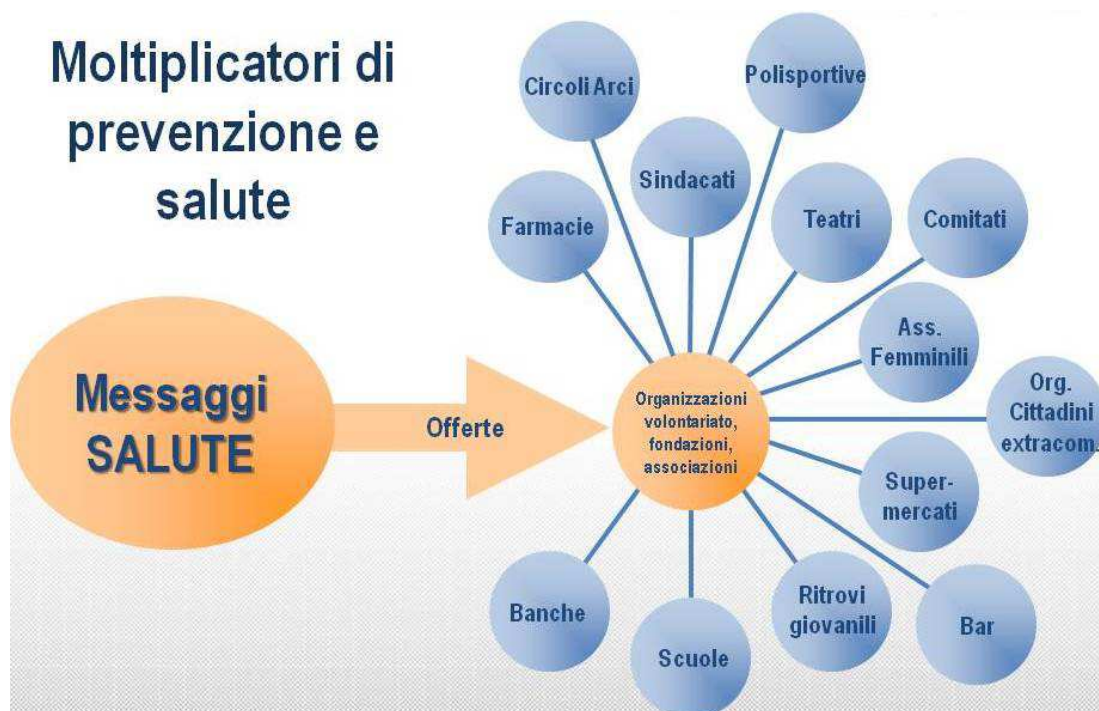 Moltiplicatori di
prevenzione e
salute
Circoli Arci
Polisportive
Sindacati
Farmacie
Teatri
Comitati
Ass.
Femminili
Org.
Cittadini
extracom.
Messaggi
SALUTE
Offerte
Organizzazioni
volontariato,
fondazioni,
associazioni
Super-
mercati
Banche
Scuole
Ritrovi
giovanili
Bar